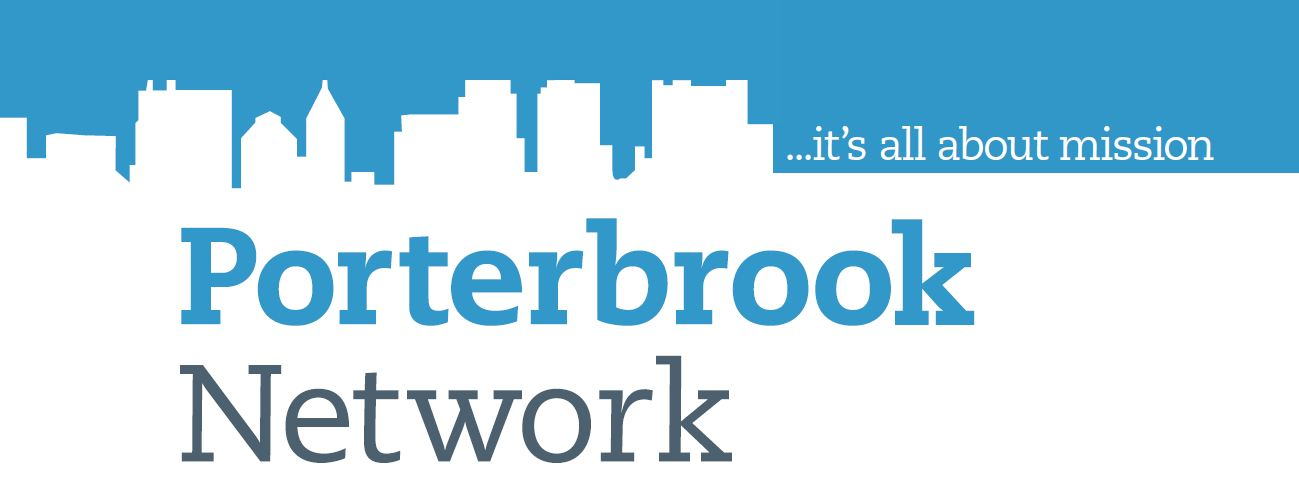 ...it's all about mission
Porterbrook
Network